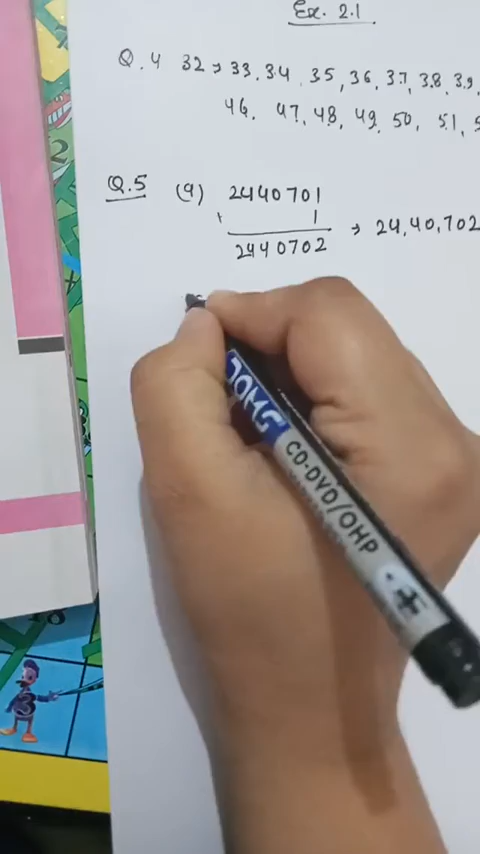 Ex. 2.1
Q.4 32 → 33, 34, 35, 36, 37, 38, 39,
46, 47, 48, 49, 50, 51,
Q.5 (a) 2440701
+ 1
2440702 → 24,40,702
DOMS CD-DVD/OHP